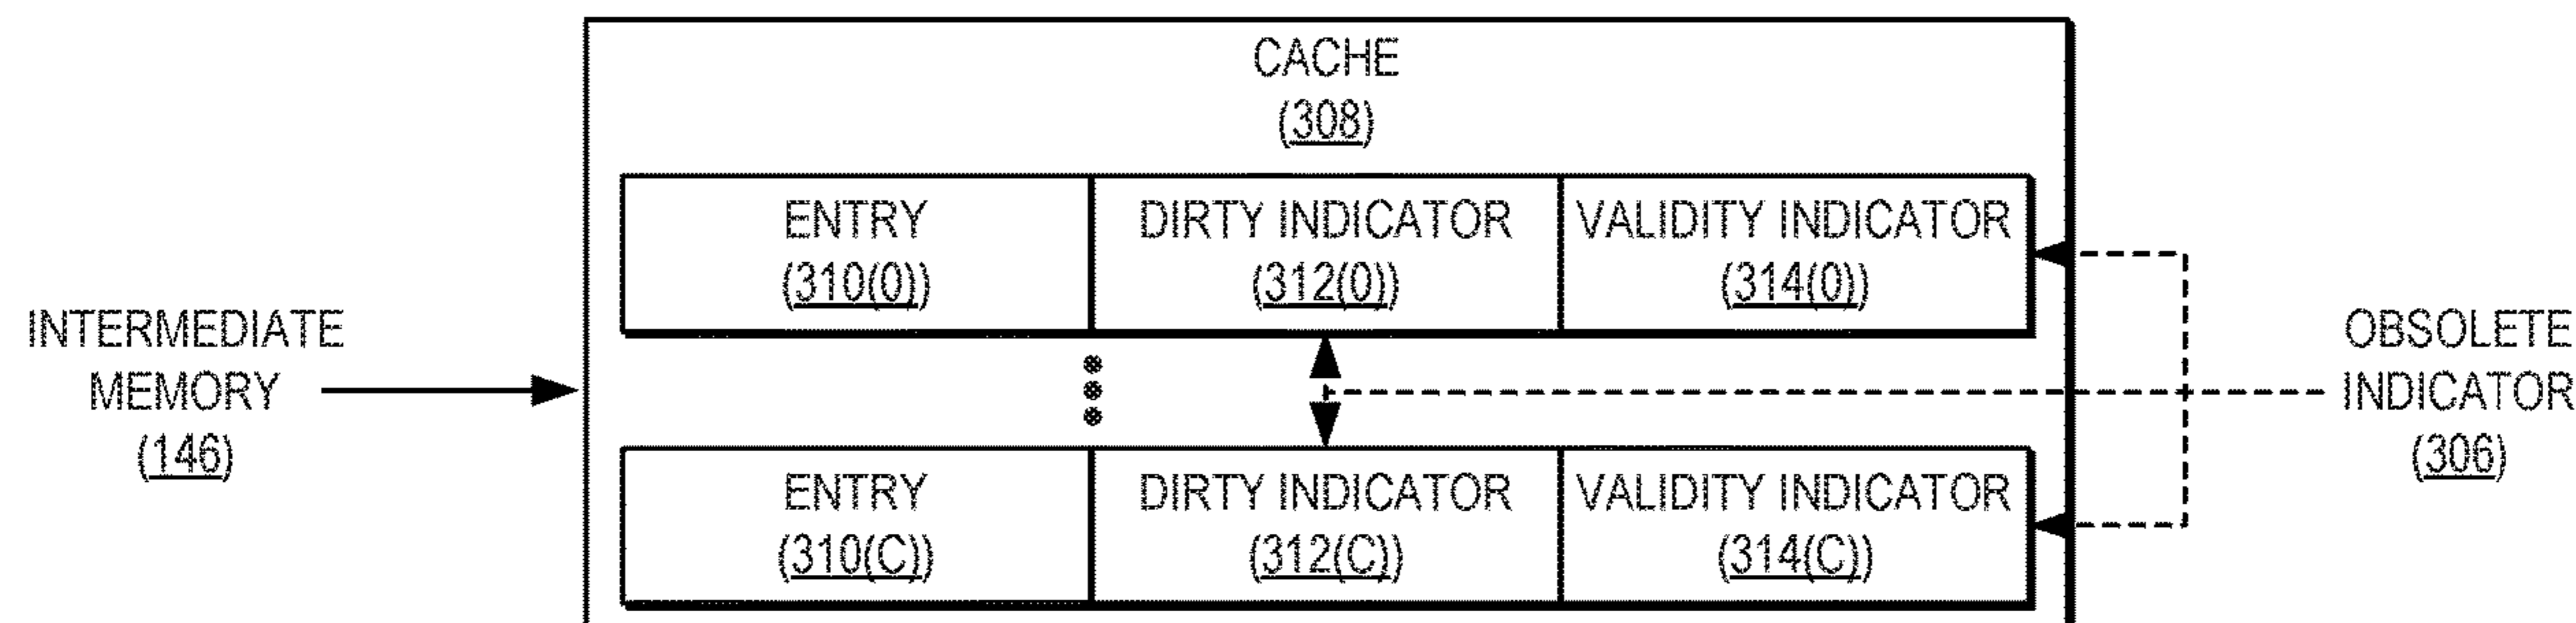 CACHE
(308)
ENTRY
(310(0))
DIRTY INDICATOR
(312(0))
VALIDITY INDICATOR
(314(0))
INTERMEDIATE
MEMORY
(146)
OBSOLETE
INDICATOR
(306)
ENTRY
(310(C))
DIRTY INDICATOR
(312(C))
VALIDITY INDICATOR
(314(C))